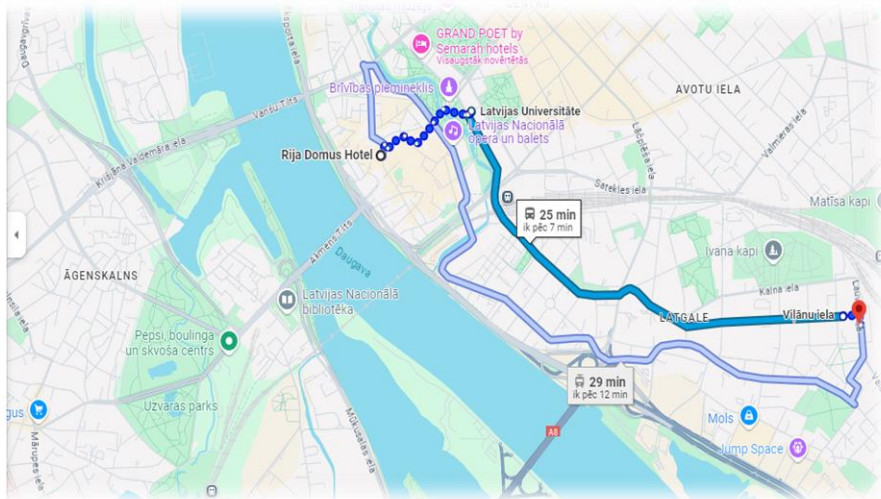 GRAND POET by
Semarah hotels
Visaugstāk novērtētās
Brīvības piemineklis
AVOTU IELA
Latvijas Universitāte
Latvijas Nacionālā
opera un balets
Vanšu Tilts
Krišjāņa Valdemāra iela
Rija Domus Hotel
Lāčplēša iela
Valmieras iela
Satekles iela
Matīsa kapi
25 min
ik pēc 7 min
Ivana kapi
Akmens Tilts
Daugava
ĀGENSKALNS
Kalna iela
Latvijas Nacionālā
bibliotēka
LATGALE
Viļānu iela
Pepsi, boulinga
un skvoša centrs
29 min
ik pēc 12 min
Uzvaras parks
Mols
A8
Jump Space
Mārupes iela
Mūkusalas iela